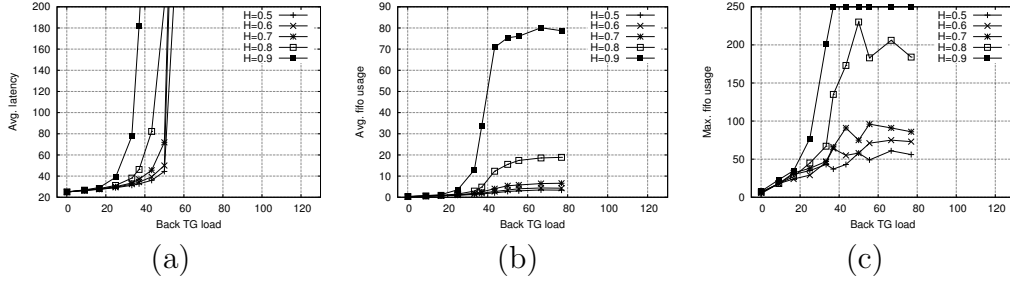 200
180
160
140
120
100
80
60
40
20
Avg. latency
H=0.5
H=0.6
H=0.7
H=0.8
H=0.9
0 20 40 60 80 100 120
Back TG load
(a)
90
80
70
60
50
40
30
20
10
0
Avg. fifo usage
H=0.5
H=0.6
H=0.7
H=0.8
H=0.9
0 20 40 60 80 100 120
Back TG load
(b)
250
200
150
100
50
0
Max. fifo usage
H=0.5
H=0.6
H=0.7
H=0.8
H=0.9
0 20 40 60 80 100 120
Back TG load
(c)